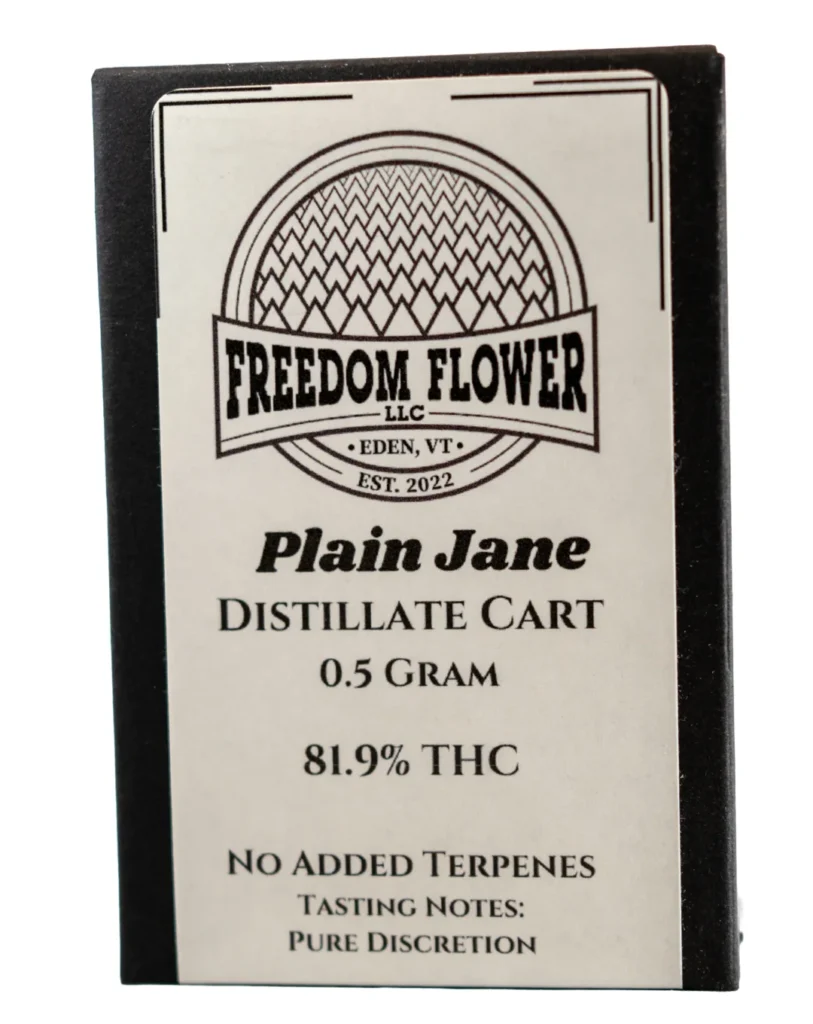 FREEDOM FLOWER
LLC
• EDEN, VT •
EST. 2022
Plain Jane
DISTILLATE CART
0.5 GRAM
81.9% THC
NO ADDED TERPENES
TASTING NOTES:
PURE DISCRETION